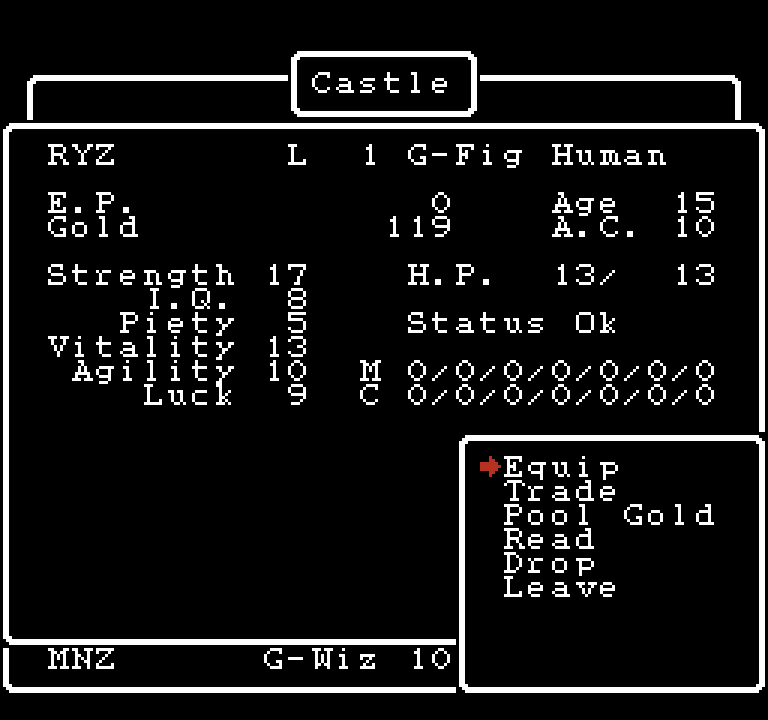 Castle
RYZ L 1 G-Fig Human
E.P. 0 Age 15
Gold 119 A.C. 10
Strength 17 H.P. 13/ 13
I.Q. 8
Piety 5 Status Ok
Vitality 13
Agility 10 M 0/0/0/0/0/0/0
Luck 9 C 0/0/0/0/0/0/0
Equip
Trade
Pool Gold
Read
Drop
Leave
MNZ G-Wiz 10